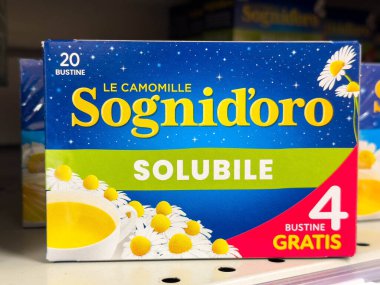 20
BUSTINE
LE CAMOMILLE
Sognid'oro
SOLUBILE
4
BUSTINE
GRATIS